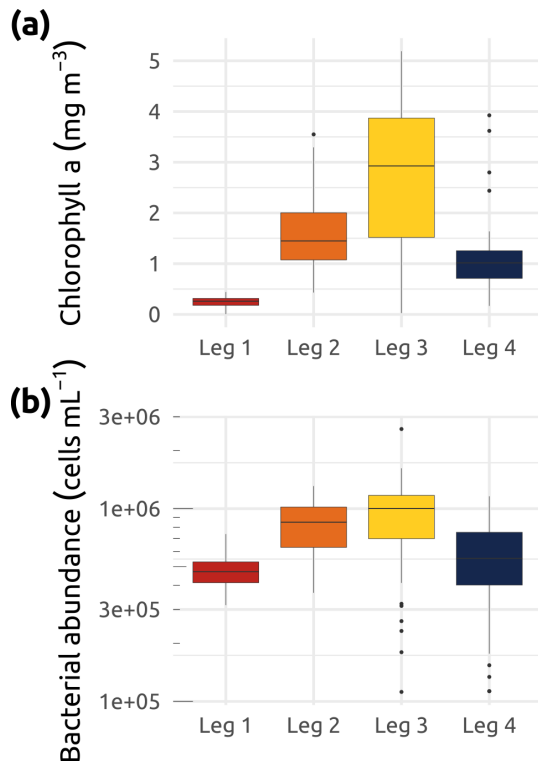 (a)
Chlorophyll a (mg m⁻³)
5
4
3
2
1
0
Leg 1 Leg 2 Leg 3 Leg 4
(b)
Bacterial abundance (cells mL⁻¹)
3e+06
1e+06
3e+05
1e+05
Leg 1 Leg 2 Leg 3 Leg 4